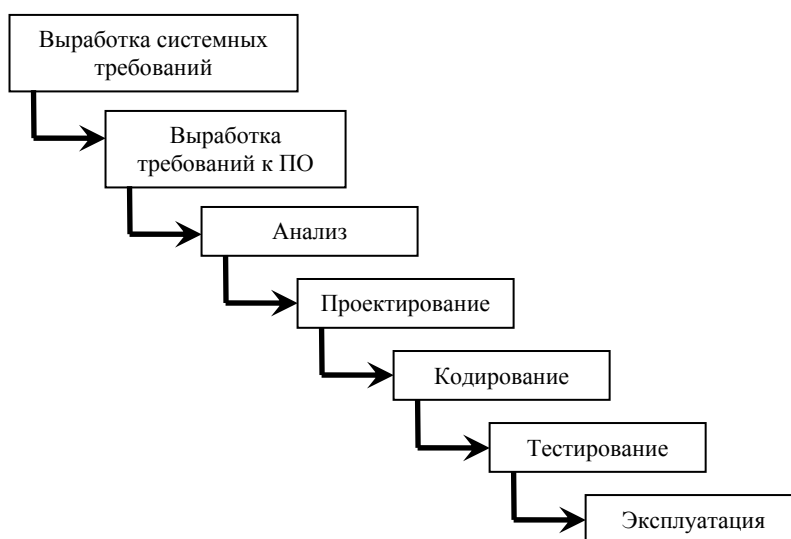 Выработка системных
требований
Выработка
требований к ПО
Анализ
Проектирование
Кодирование
Тестирование
Эксплуатация